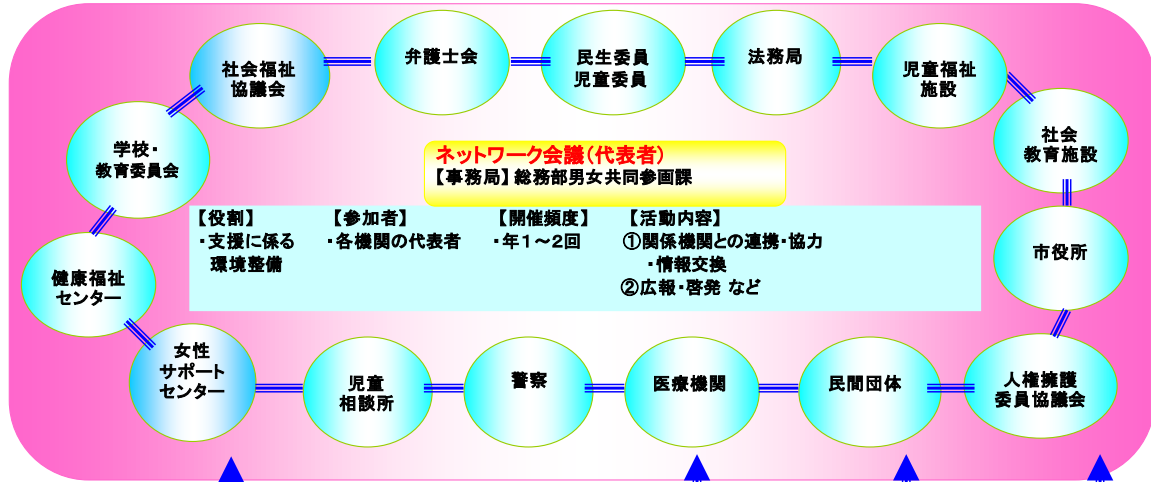 社会福祉
協議会
弁護士会
民生委員
児童委員
法務局
児童福祉
施設
学校・
教育委員会
社会
教育施設
ネットワーク会議(代表者)
【事務局】総務部男女共同参画課
【役割】 【参加者】 【開催頻度】 【活動内容】
・支援に係る ・各機関の代表者 ・年1~2回 ①関係機関との連携・協力
環境整備 ・情報交換
②広報・啓発 など
健康福祉
センター
市役所
女性
サポート
センター
児童
相談所
警察
医療機関
民間団体
人権擁護
委員協議会